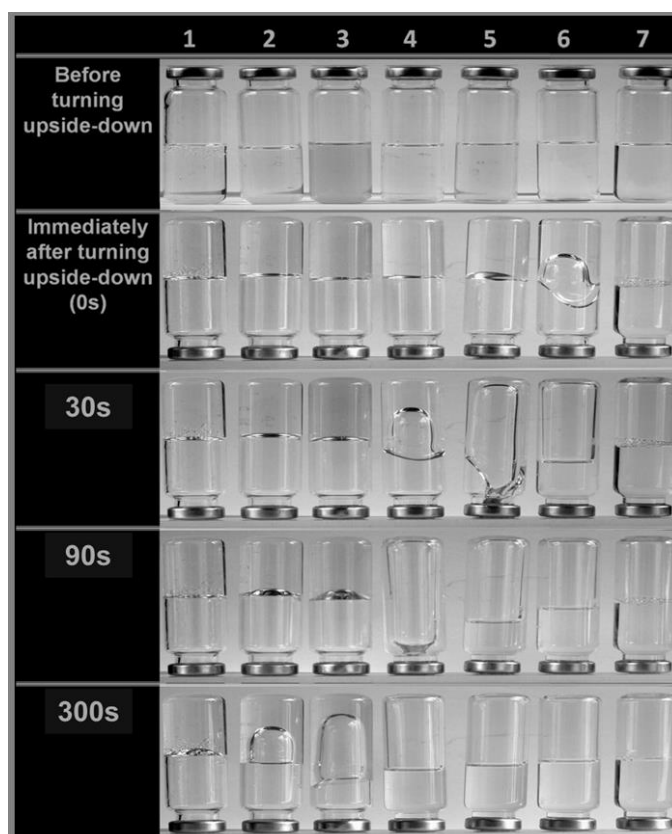 1 2 3 4 5 6 7
Before
turning
upside-down
Immediately
after turning
upside-down
(0s)
30s
90s
300s